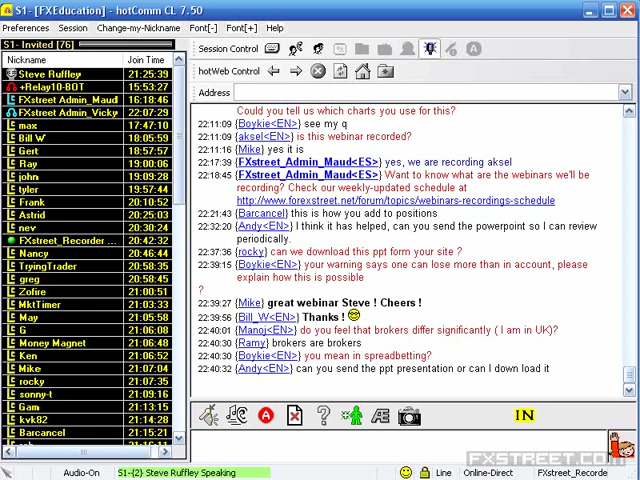 S1- [FXEducation] - hotComm CL 7.50
Preferences Session Change-my-Nickname Font[-] Font[+] Help
S1- Invited [76]
Nickname Join Time
Steve Ruffley 21:25:39
+Relay10-BOT 15:53:27
FXstreet Admin_Maud 16:18:46
FXstreet Admin_Vicky 22:07:29
max 17:47:10
Bill W 18:05:59
Gert 18:57:57
Ray 19:00:06
john 19:09:28
tyler 19:57:44
Frank 20:10:52
Astrid 20:25:03
nev 20:30:24
FXstreet_Recorder ... 20:42:32
Nancy 20:46:44
TryingTrader 20:58:35
greg 20:58:45
Zofire 21:00:51
MktTimer 21:03:33
May 21:05:58
G 21:06:08
Money Magnet 21:06:48
Ken 21:06:52
Mike 21:07:04
rocky 21:07:35
sonny-t 21:09:16
Gam 21:13:15
kvk82 21:14:28
Barcancel 21:15:21
Session Control
A
hotWeb Control
Address
Could you tell us which charts you use for this?
22:11:09 {Boykie<EN>} see my q
22:11:09 {aksel<EN>} is this webinar recorded?
22:11:16 {Mike} yes it is
22:17:39 {FXstreet_Admin_Maud<ES>} yes, we are recording aksel
22:18:45 {FXstreet_Admin_Maud<ES>} Want to know what are the webinars we'll be
recording? Check our weekly-updated schedule at
http://www.forexstreet.net/forum/topics/webinars-recordings-schedule
22:21:43 {Barcancel} this is how you add to positions
22:32:20 {Andy<EN>} I think it has helped, can you send the powerpoint so I can review
periodically.
22:37:36 {rocky} can we download this ppt form your site ?
22:39:15 {Boykie<EN>} your warning says one can lose more than in account, please
explain how this is possible
?
22:39:27 {Mike} great webinar Steve ! Cheers !
22:39:56 {Bill_W<EN>} Thanks !
22:40:01 {Manoj<EN>} do you feel that brokers differ significantly ( I am in UK)?
22:40:30 {Ramy} brokers are brokers
22:40:30 {Boykie<EN>} you mean in spreadbetting?
22:40:32 {Andy<EN>} can you send the ppt presentation or can I down load it
A ? Æ IN
FXSTREET.COM
Audio-On S1-{2} Steve Ruffley Speaking Line Online-Direct FXstreet_Recorde